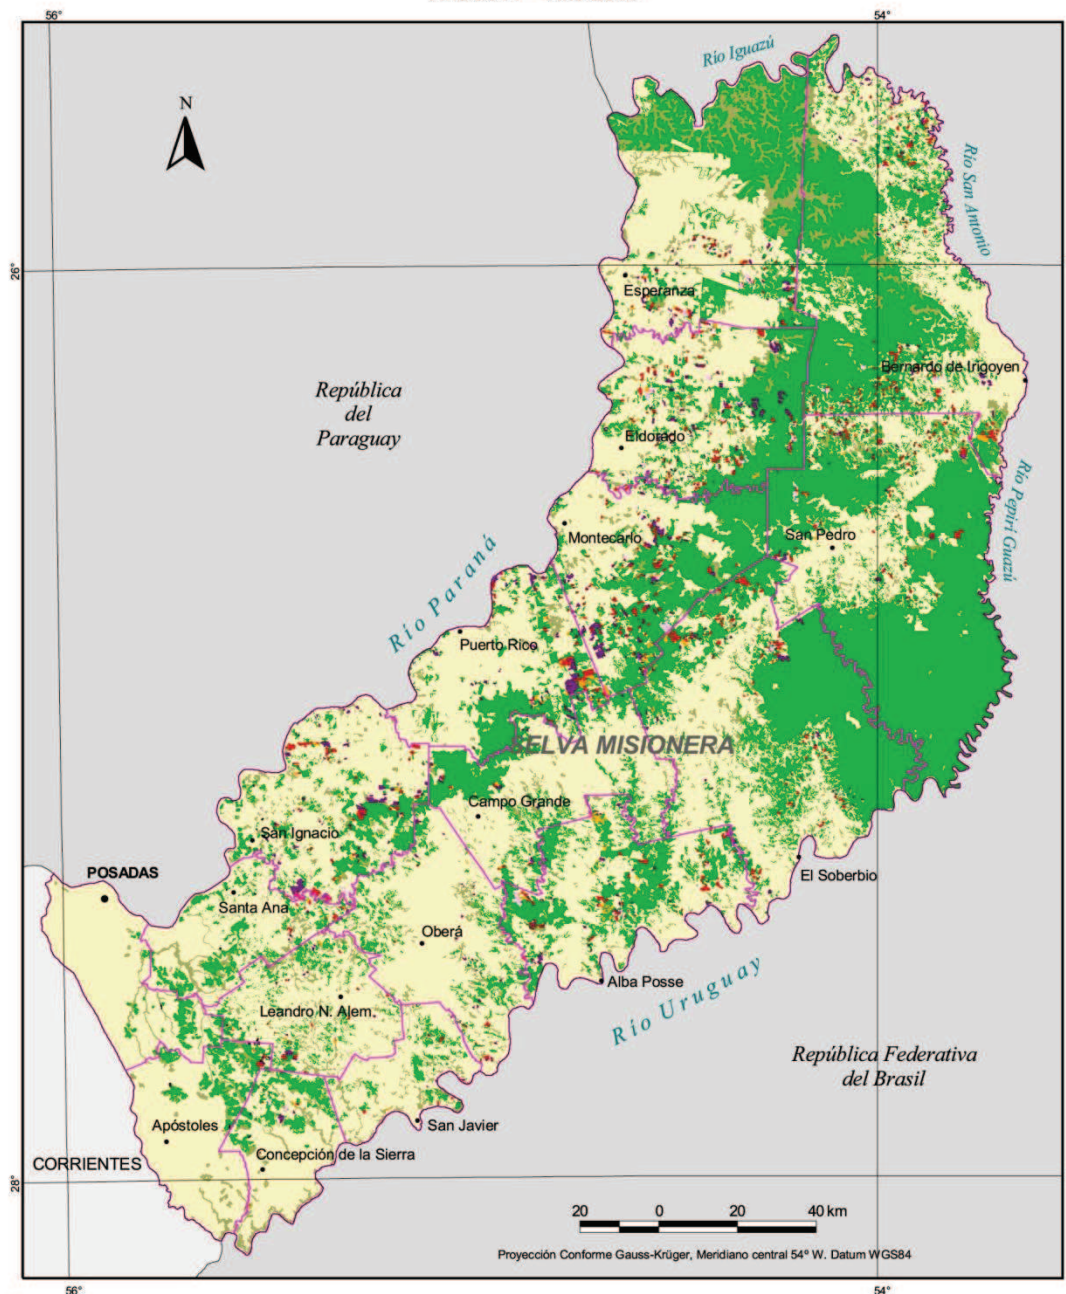 56°
54°
Río Iguazú
N
Río San Antonio
26°
26°
Esperanza
República
del
Paraguay
Bernardo de Irigoyen
Eldorado
Río Pepirí Guazú
Montecarlo
San Pedro
Río Paraná
Puerto Rico
SELVA MISIONERA
Campo Grande
San Ignacio
POSADAS
El Soberbio
Santa Ana
Oberá
Alba Posse
Leandro N. Alem.
Río Uruguay
República Federativa
del Brasil
Apóstoles
San Javier
Concepción de la Sierra
CORRIENTES
28°
20 0 20 40 km
Proyección Conforme Gauss-Krüger, Meridiano central 54º W. Datum WGS84
56°
54°